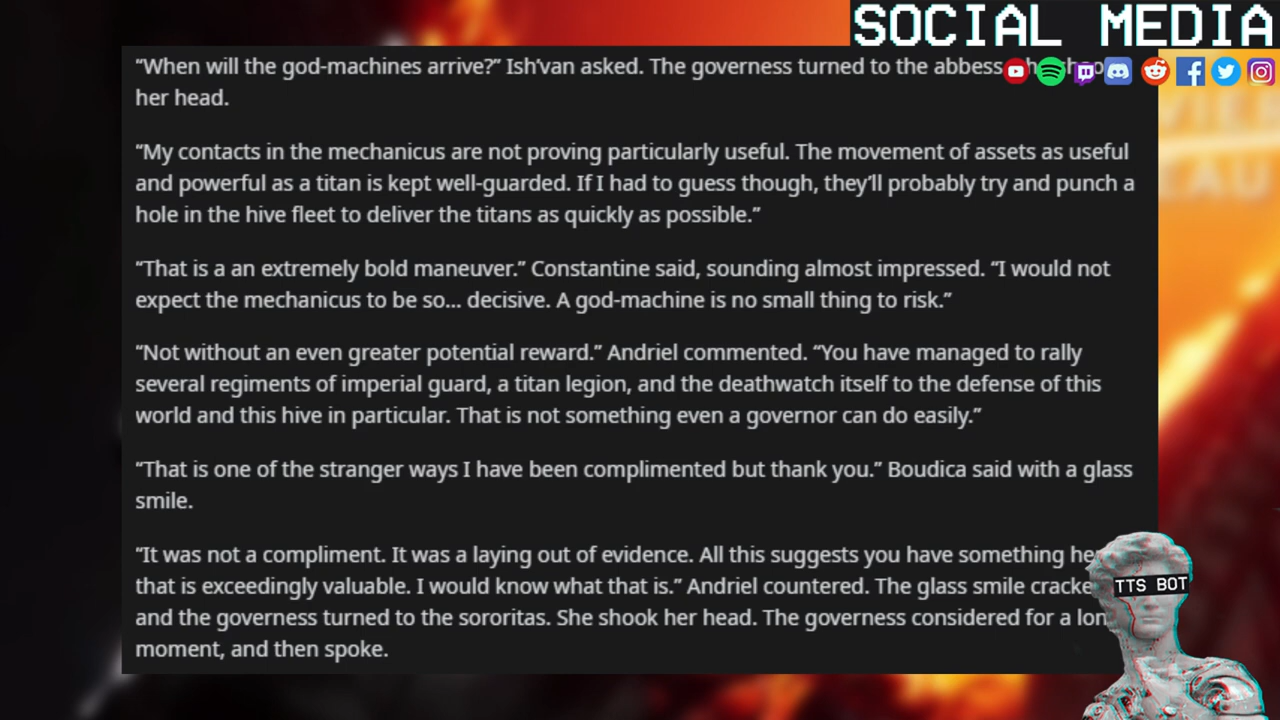 SOCIAL MEDIA
“When will the god-machines arrive?” Ish’van asked. The governess turned to the abbess
her head.
“My contacts in the mechanicus are not proving particularly useful. The movement of assets as useful
and powerful as a titan is kept well-guarded. If I had to guess though, they’ll probably try and punch a
hole in the hive fleet to deliver the titans as quickly as possible.”
“That is a an extremely bold maneuver.” Constantine said, sounding almost impressed. “I would not
expect the mechanicus to be so... decisive. A god-machine is no small thing to risk.”
“Not without an even greater potential reward.” Andriel commented. “You have managed to rally
several regiments of imperial guard, a titan legion, and the deathwatch itself to the defense of this
world and this hive in particular. That is not something even a governor can do easily.”
“That is one of the stranger ways I have been complimented but thank you.” Boudica said with a glass
smile.
“It was not a compliment. It was a laying out of evidence. All this suggests you have something
that is exceedingly valuable. I would know what that is.” Andriel countered. The glass smile
and the governess turned to the sororitas. She shook her head. The governess considered for a
moment, and then spoke.
TTS BOT